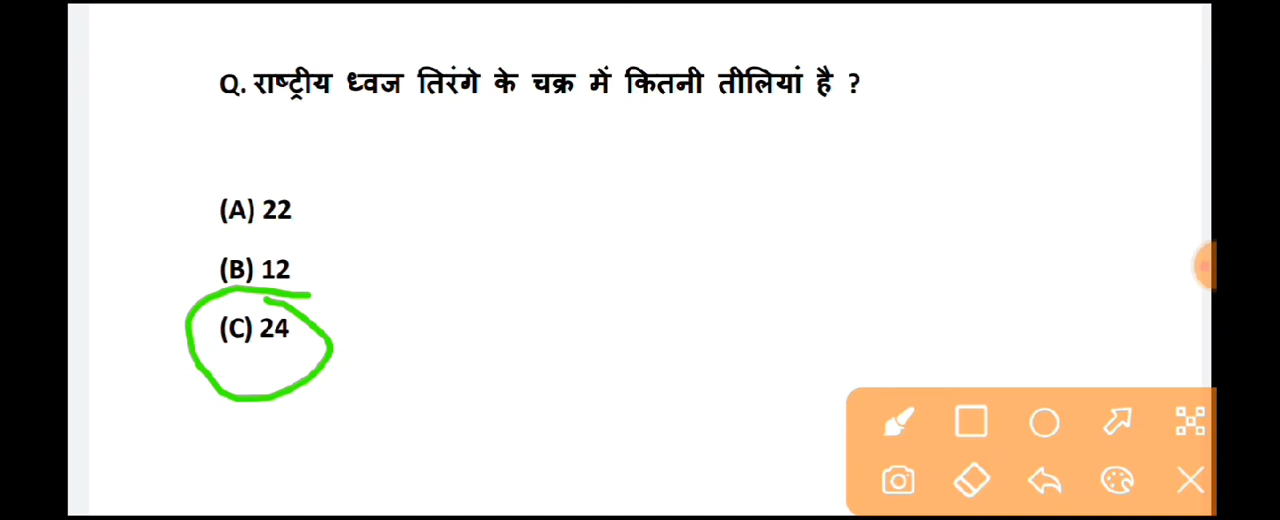 Q. राष्ट्रीय ध्वज तिरंगे के चक्र में कितनी तीलियां है ?
(A) 22
(B) 12
(C) 24